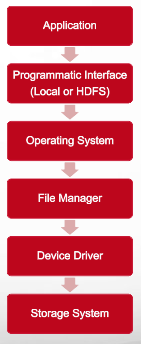 Application
Programmatic Interface
(Local or HDFS)
Operating System
File Manager
Device Driver
Storage System